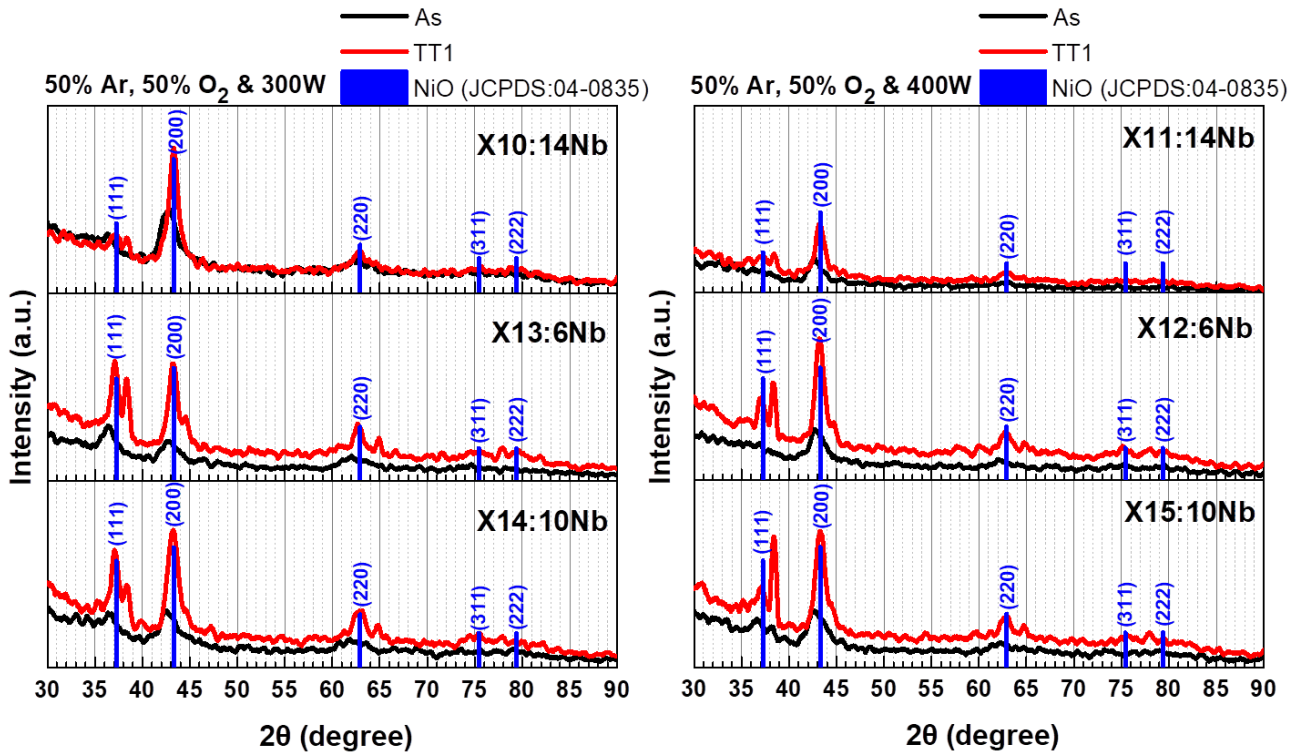 As
TT1
50% Ar, 50% O2 & 300W
NiO (JCPDS:04-0835)
X10:14Nb
(111)
(200)
(220)
(311)
(222)
X13:6Nb
(111)
(200)
(220)
(311)
(222)
X14:10Nb
(111)
(200)
(220)
(311)
(222)
Intensity (a.u.)
30 35 40 45 50 55 60 65 70 75 80 85 90
2θ (degree)
As
TT1
50% Ar, 50% O2 & 400W
NiO (JCPDS:04-0835)
X11:14Nb
(111)
(200)
(220)
(311)
(222)
X12:6Nb
(111)
(200)
(220)
(311)
(222)
X15:10Nb
(111)
(200)
(220)
(311)
(222)
Intensity (a.u.)
30 35 40 45 50 55 60 65 70 75 80 85 90
2θ (degree)